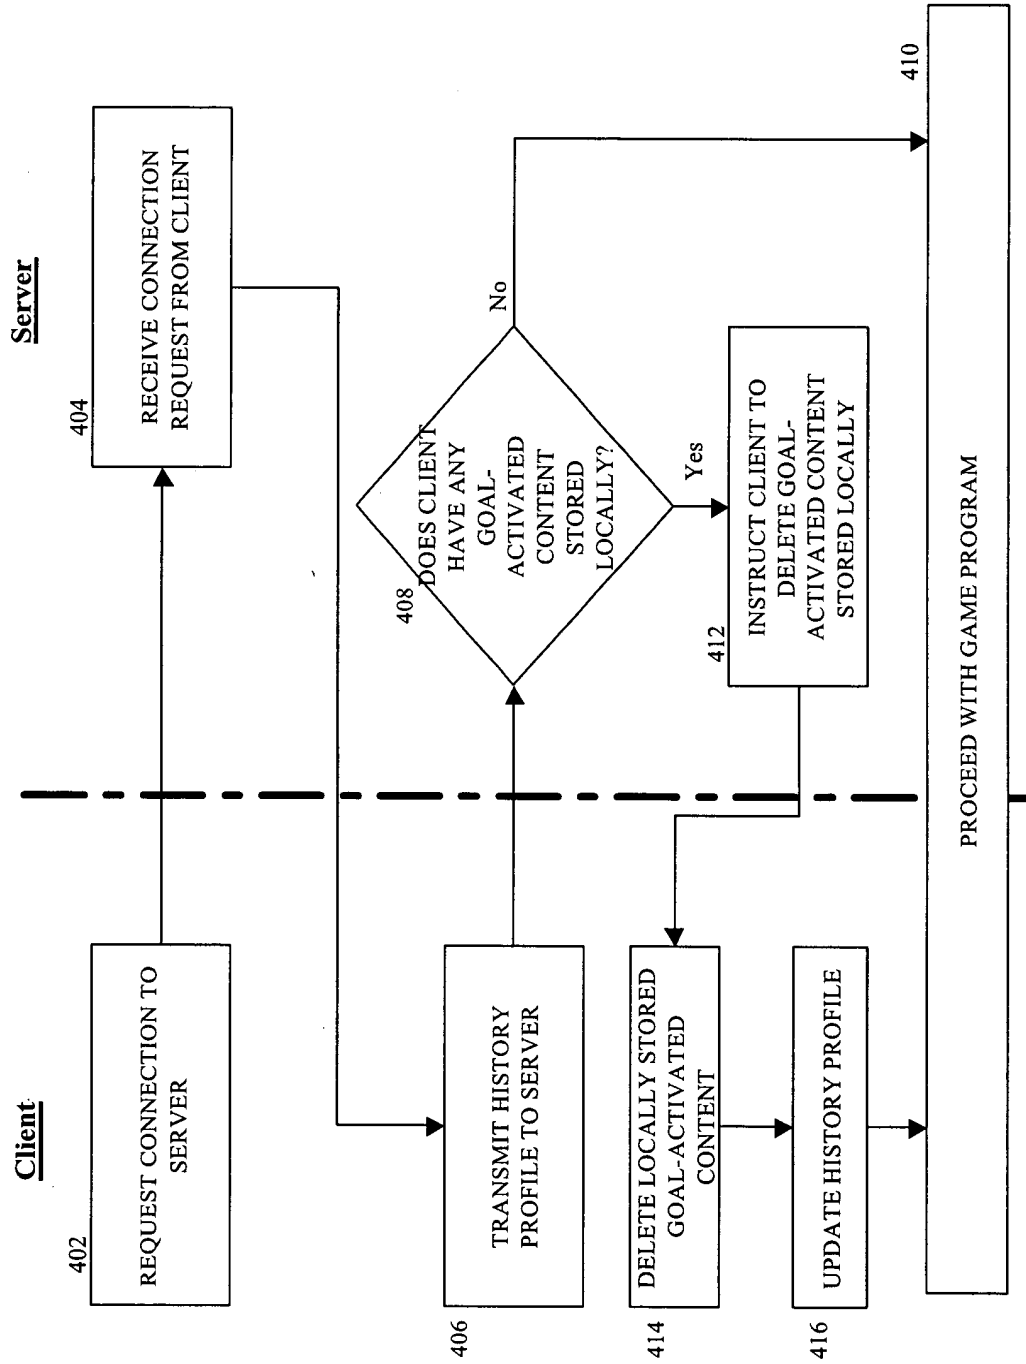 Client
Server
402
REQUEST CONNECTION TO
SERVER
404
RECEIVE CONNECTION
REQUEST FROM CLIENT
406
TRANSMIT HISTORY
PROFILE TO SERVER
408
DOES CLIENT
HAVE ANY
GOAL-
ACTIVATED
CONTENT
STORED
LOCALLY?
No
Yes
412
INSTRUCT CLIENT TO
DELETE GOAL-
ACTIVATED CONTENT
STORED LOCALLY
414
DELETE LOCALLY STORED
GOAL-ACTIVATED
CONTENT
416
UPDATE HISTORY PROFILE
410
PROCEED WITH GAME PROGRAM